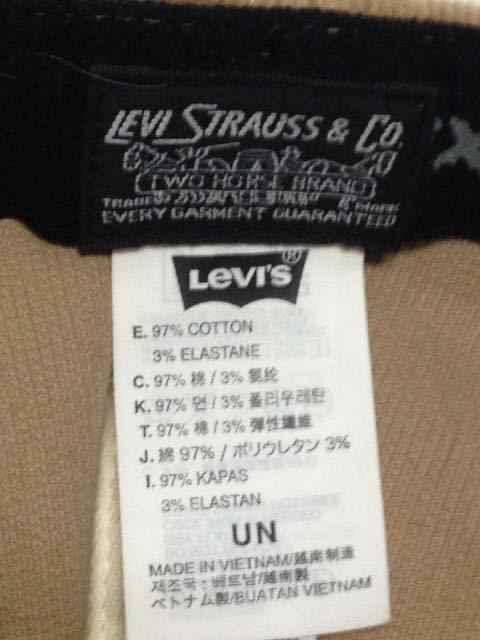 LEVI STRAUSS & CO.
TWO HORSE BRAND
TRADE MARK
EVERY GARMENT GUARANTEED
LEVI'S®
E. 97% COTTON
3% ELASTANE
C. 97% 棉 / 3% 氨纶
K. 97% 면 / 3% 폴리우레탄
T. 97% 棉 / 3% 彈性纖維
J. 綿 97% / ポリウレタン 3%
I. 97% KAPAS
3% ELASTAN
UN
MADE IN VIETNAM/越南制造
제조국: 베트남/越南製
ベトナム製/BUATAN VIETNAM